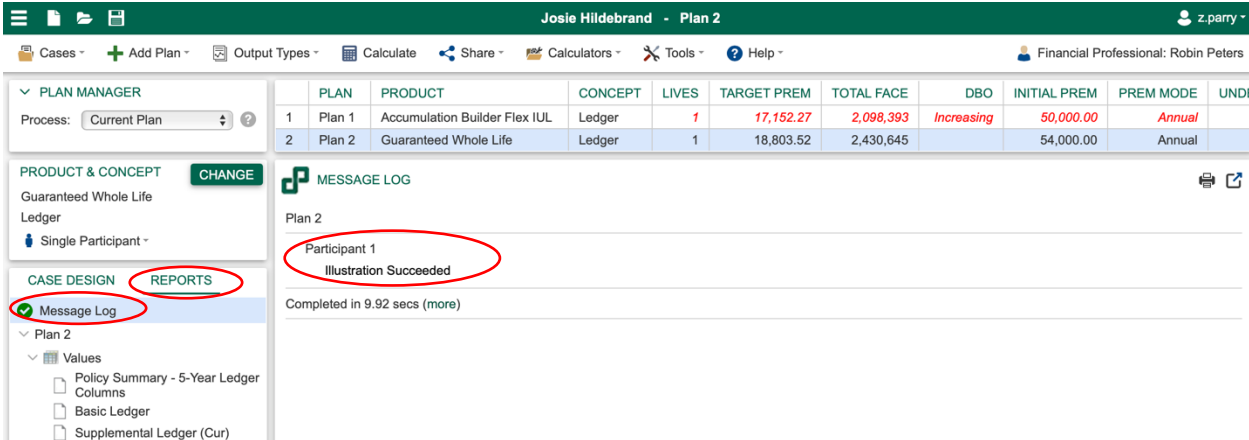 Josie Hildebrand - Plan 2
z.parry
Cases
Add Plan
Output Types
Calculate
Share
Calculators
Tools
Help
Financial Professional: Robin Peters
PLAN MANAGER
Process: Current Plan
PLAN PRODUCT CONCEPT LIVES TARGET PREM TOTAL FACE DBO INITIAL PREM PREM MODE UNDE
1 Plan 1 Accumulation Builder Flex IUL Ledger 1 17,152.27 2,098,393 Increasing 50,000.00 Annual
2 Plan 2 Guaranteed Whole Life Ledger 1 18,803.52 2,430,645 54,000.00 Annual
PRODUCT & CONCEPT CHANGE
Guaranteed Whole Life
Ledger
Single Participant
CASE DESIGN REPORTS
Message Log
Plan 2
Values
Policy Summary - 5-Year Ledger
Columns
Basic Ledger
Supplemental Ledger (Cur)
MESSAGE LOG
Plan 2
Participant 1
Illustration Succeeded
Completed in 9.92 secs (more)